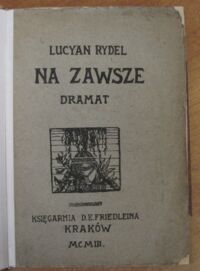 LUCYAN RYDEL
NA ZAWSZE
DRAMAT
KSIĘGARNIA D.E.FRIEDLEINA
KRAKÓW
MCMIII.